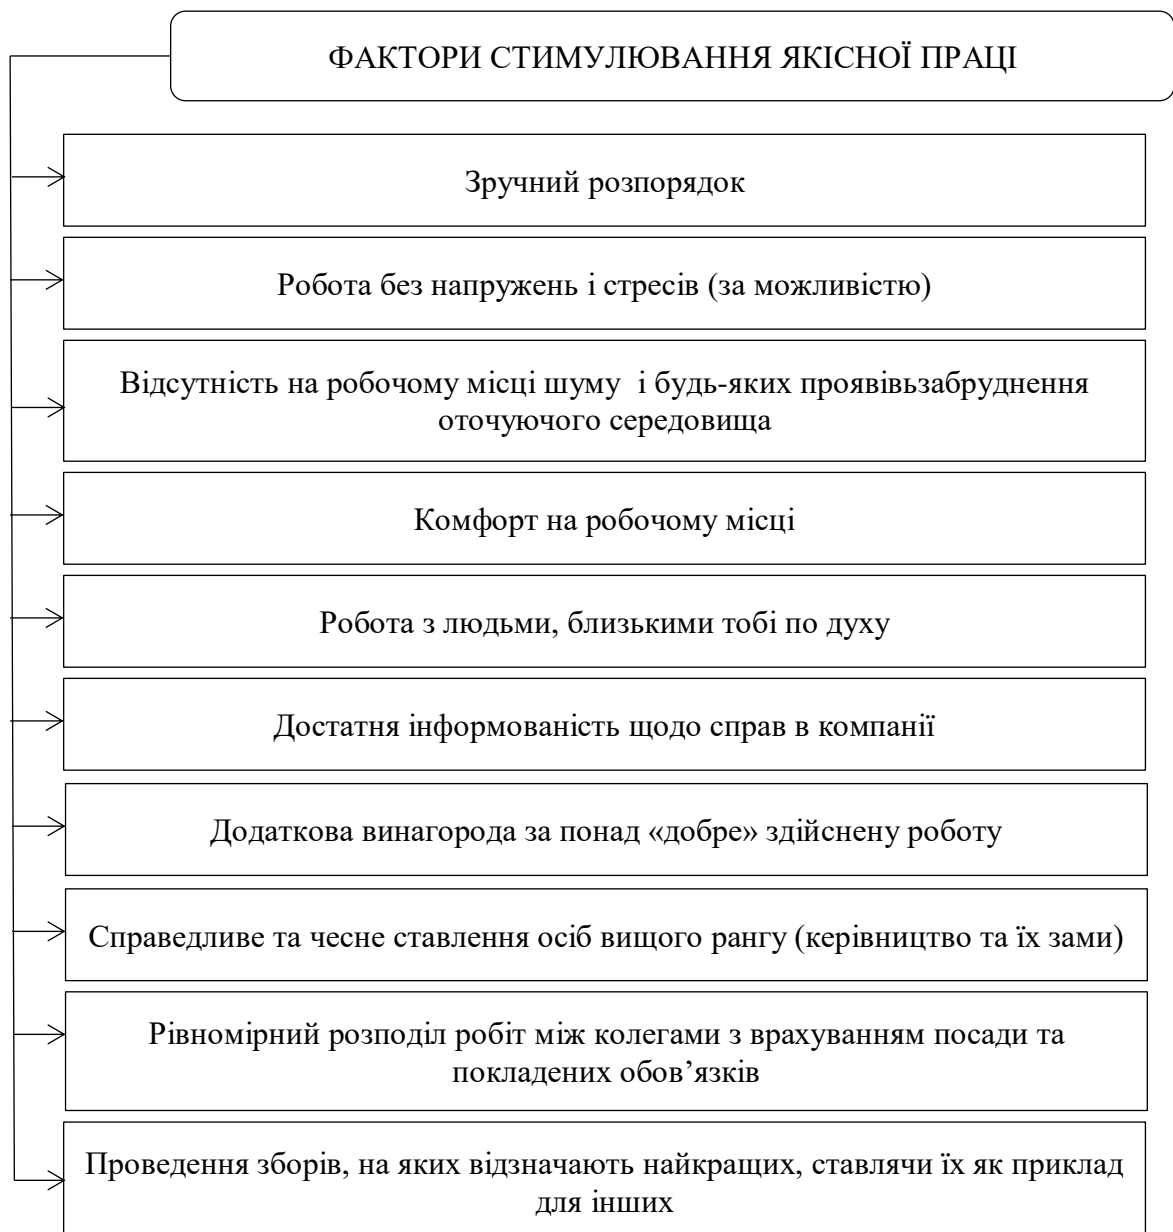 ФАКТОРИ СТИМУЛЮВАННЯ ЯКІСНОЇ ПРАЦІ
Зручний розпорядок
Робота без напружень і стресів (за можливістю)
Відсутність на робочому місці шуму і будь-яких проявівьзабруднення
оточуючого середовища
Комфорт на робочому місці
Робота з людьми, близькими тобі по духу
Достатня інформованість щодо справ в компанії
Додаткова винагорода за понад «добре» здійснену роботу
Справедливе та чесне ставлення осіб вищого рангу (керівництво та їх зами)
Рівномірний розподіл робіт між колегами з врахуванням посади та
покладених обов’язків
Проведення зборів, на яких відзначають найкращих, ставлячи їх як приклад
для інших